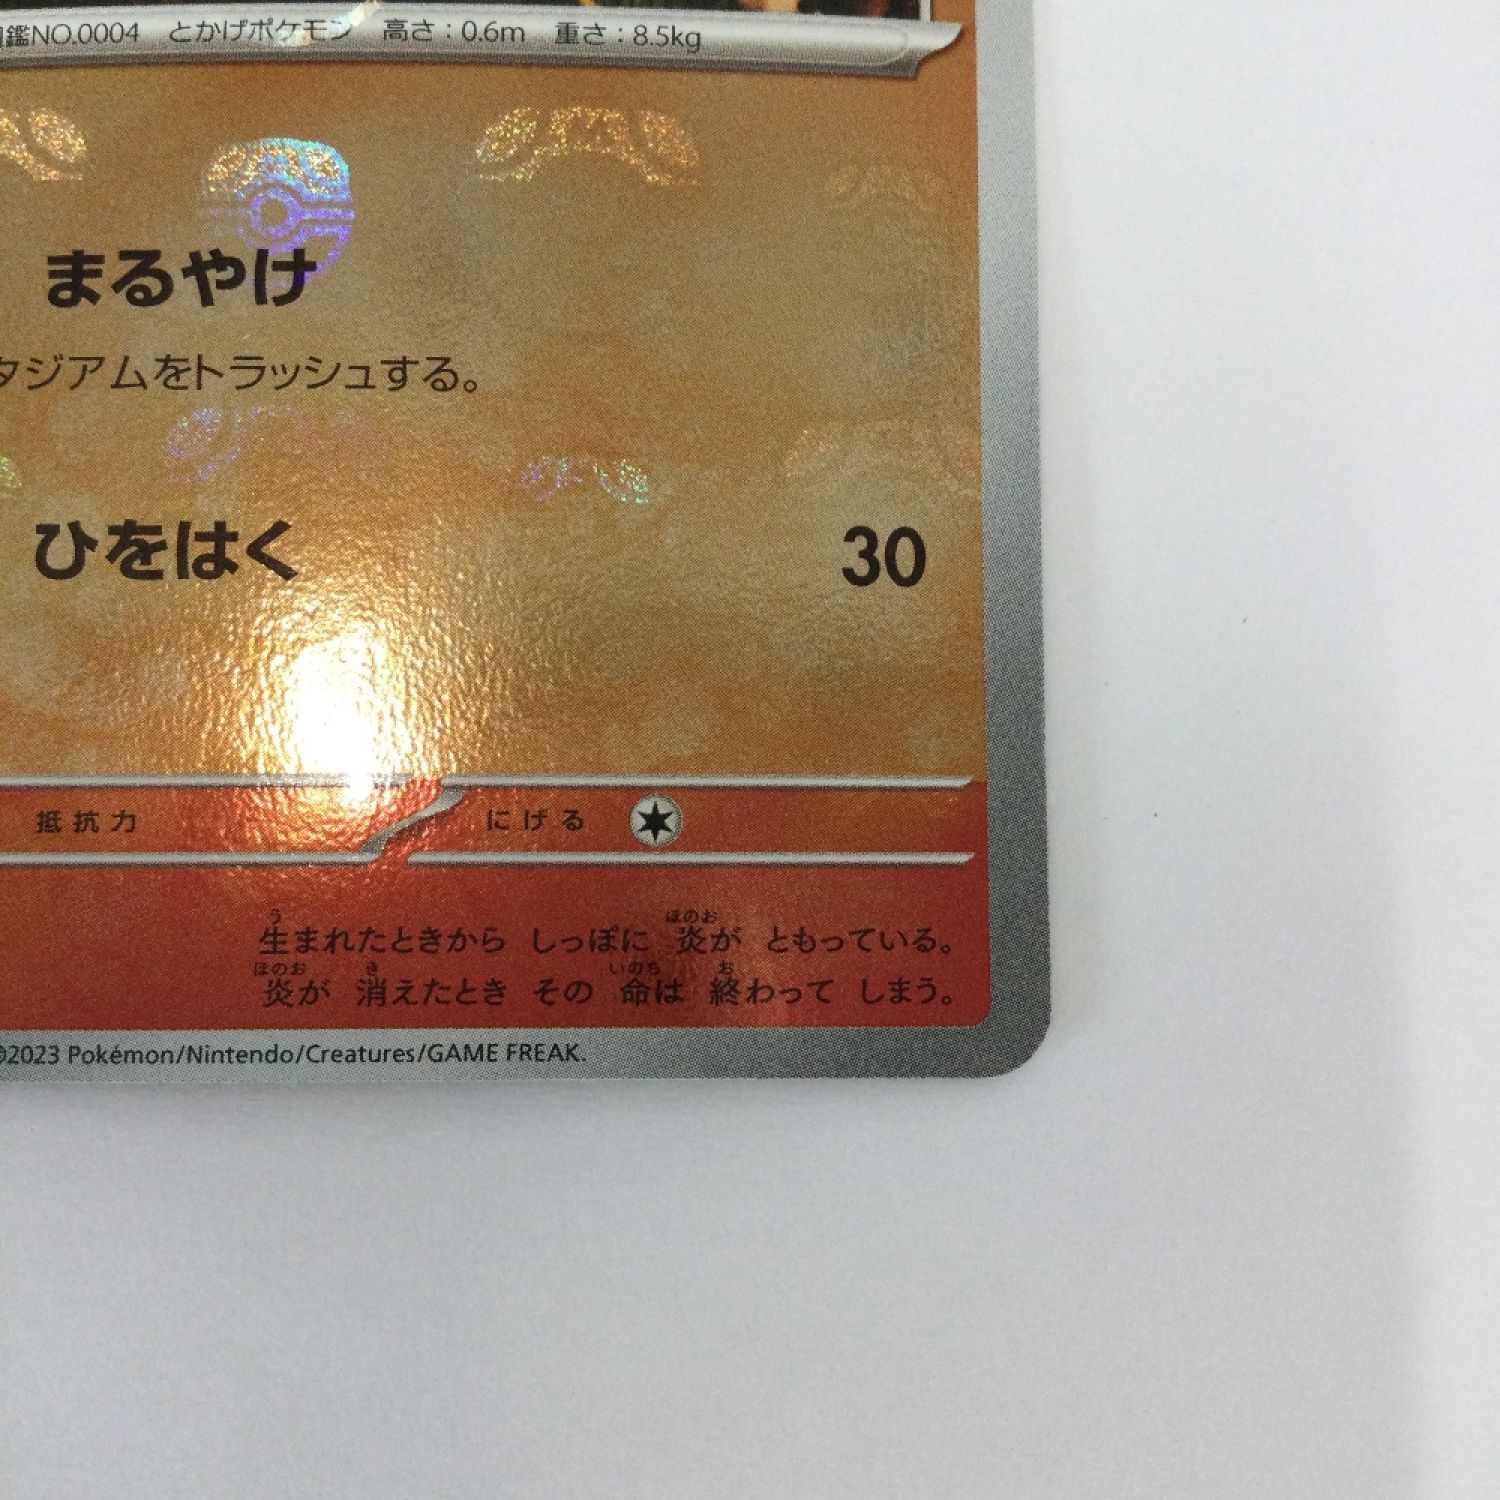 鑑NO.0004 とかげポケモン 高さ：0.6m 重さ：8.5kg
まるやけ
タジアムをトラッシュする。
ひをはく 30
抵抗力 にげる
生まれたときから しっぽに 炎が ともっている。
炎が 消えたとき その 命は 終わって しまう。
©2023 Pokémon/Nintendo/Creatures/GAME FREAK.